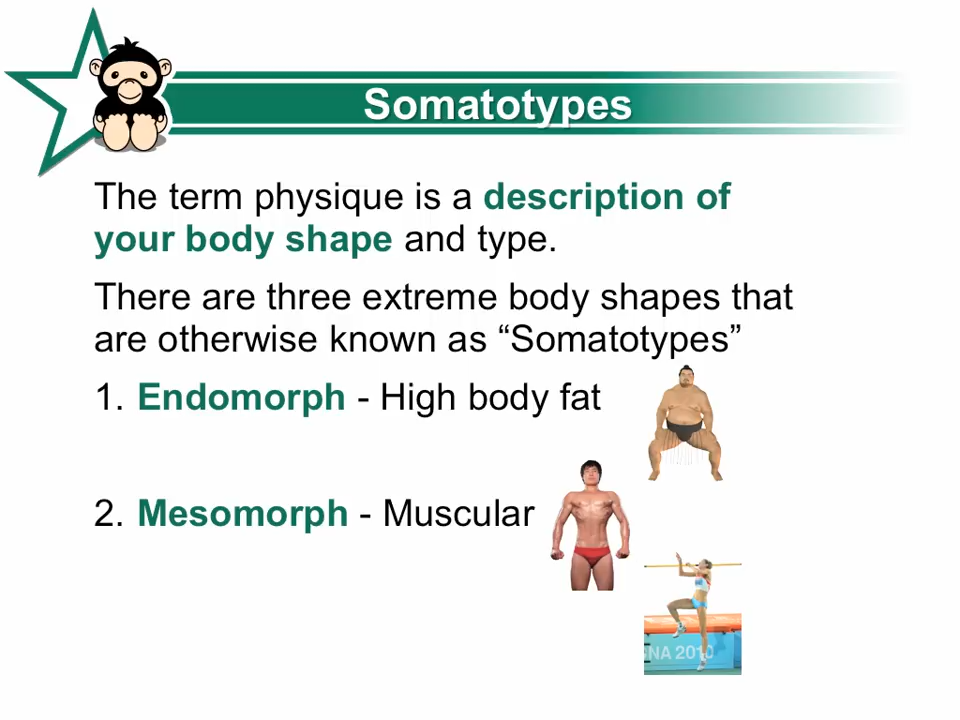 Somatotypes
The term physique is a description of
your body shape and type.
There are three extreme body shapes that
are otherwise known as “Somatotypes”
1. Endomorph - High body fat
2. Mesomorph - Muscular
GNA 2010